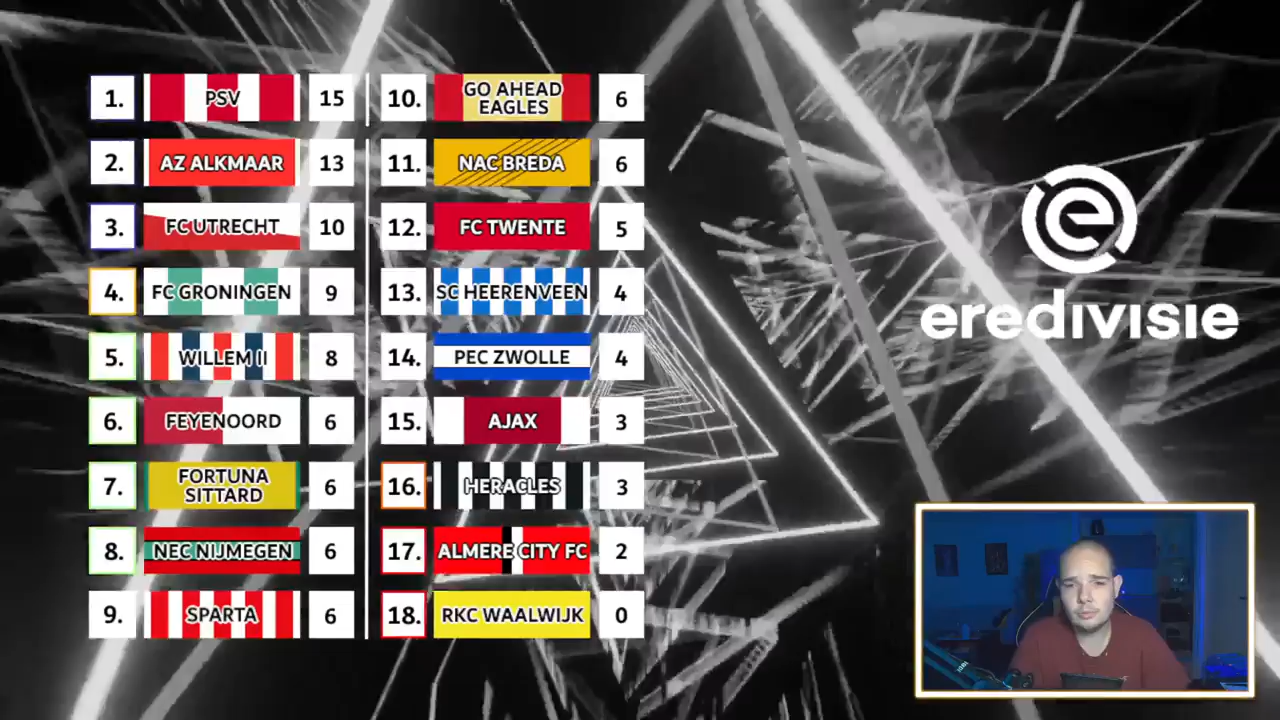 1. PSV 15
2. AZ ALKMAAR 13
3. FC UTRECHT 10
4. FC GRONINGEN 9
5. WILLEM II 8
6. FEYENOORD 6
7. FORTUNA
SITTARD 6
8. NEC NIJMEGEN 6
9. SPARTA 6
10. GO AHEAD
EAGLES 6
11. NAC BREDA 6
12. FC TWENTE 5
13. SC HEERENVEEN 4
14. PEC ZWOLLE 4
15. AJAX 3
16. HERACLES 3
17. ALMERE CITY FC 2
18. RKC WAALWIJK 0
e
eredivisie